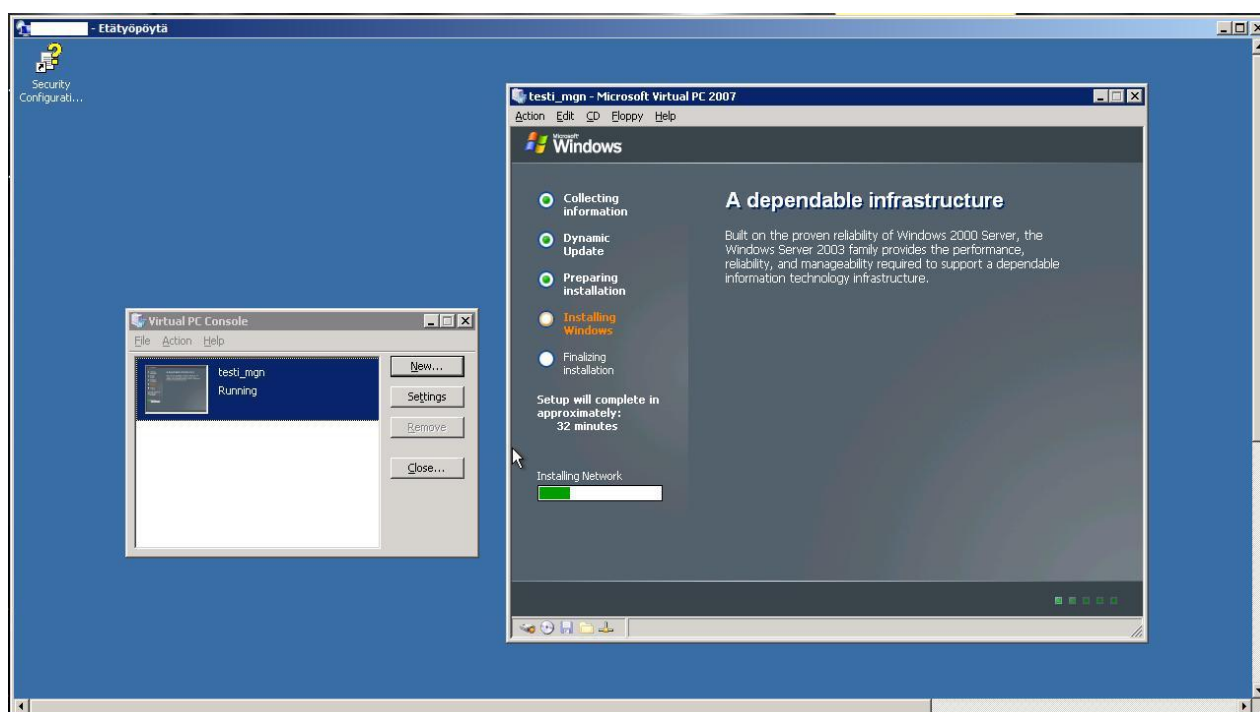 - Etätyöpöytä
Security
Configurati...
testi_mgn - Microsoft Virtual PC 2007
Action Edit CD Floppy Help
Microsoft
Windows
Collecting
information
Dynamic
Update
Preparing
installation
Installing
Windows
Finalizing
installation
Setup will complete in
approximately:
32 minutes
Installing Network
A dependable infrastructure
Built on the proven reliability of Windows 2000 Server, the
Windows Server 2003 family provides the performance,
reliability, and manageability required to support a dependable
information technology infrastructure.
Virtual PC Console
File Action Help
testi_mgn
Running
New...
Settings
Remove
Close...